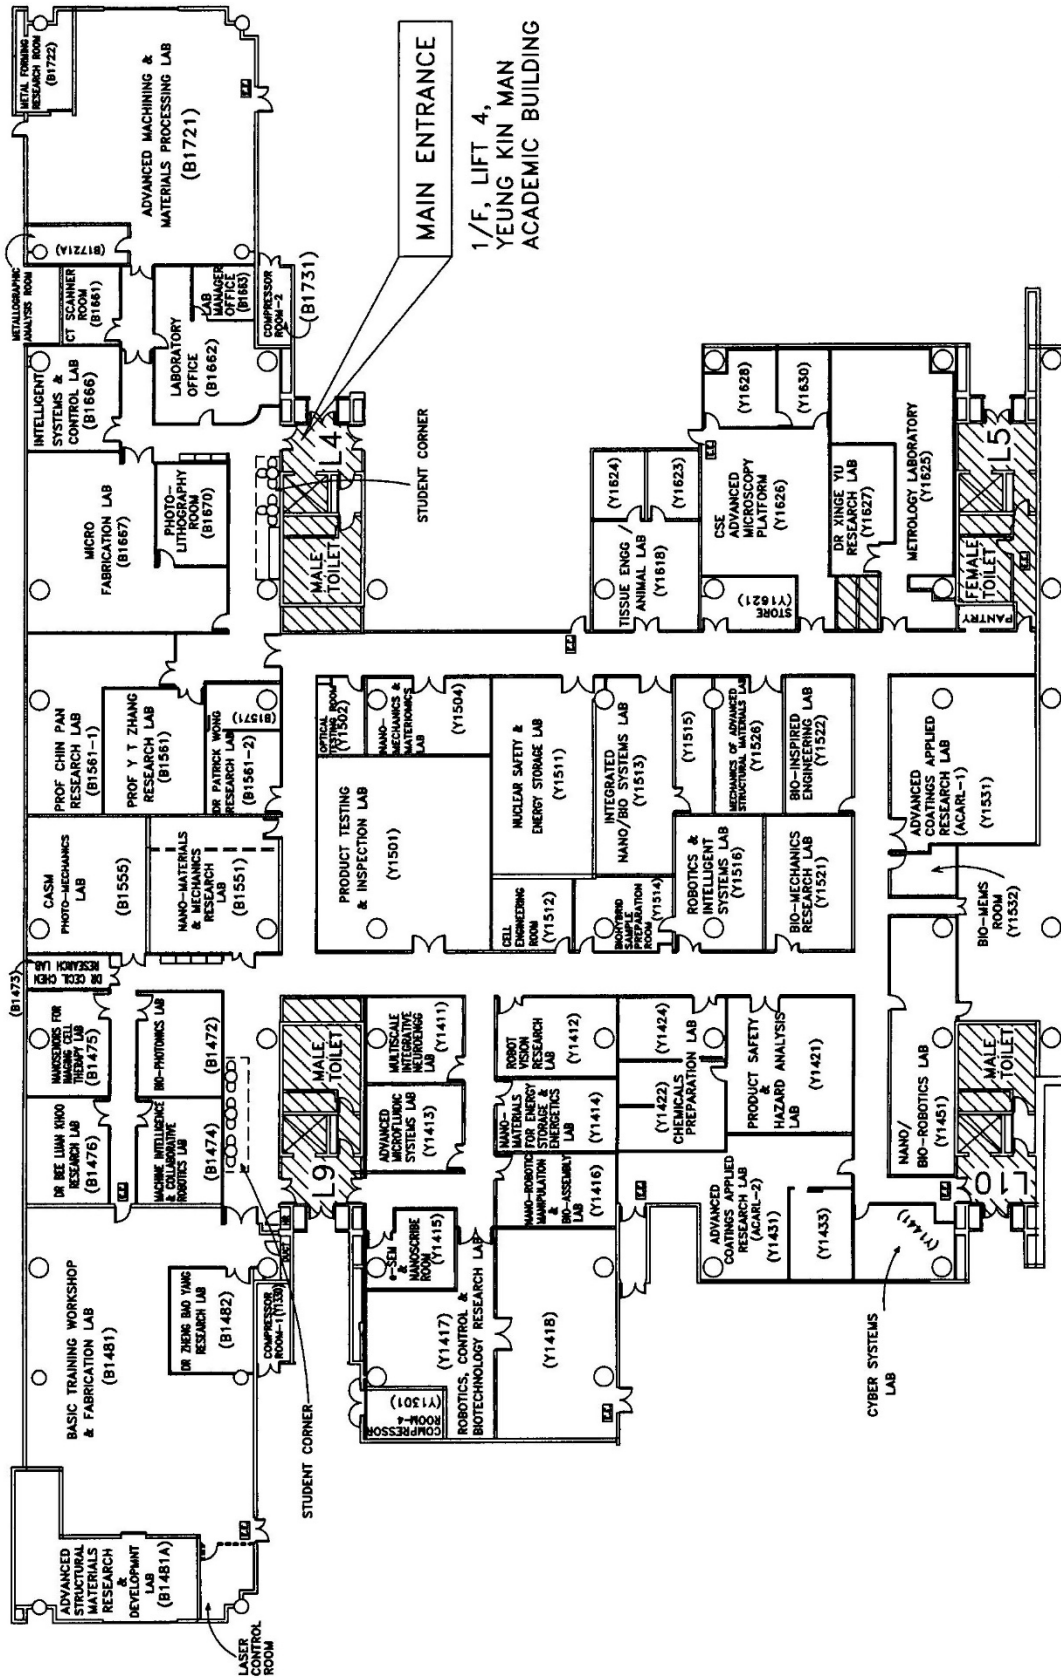 METAL FORMING
RESEARCH ROOM
(B1722)
ADVANCED MACHINING &
MATERIALS PROCESSING LAB
(B1721)
(B1721A)
METALLOGRAPHIC
ANALYSIS ROOM
CT SCANNER
ROOM
(B1661)
LAB
MANAGER
OFFICE
(B1663)
COMPRESSOR
ROOM-2
(B1731)
LABORATORY
OFFICE
(B1662)
INTELLIGENT
SYSTEMS &
CONTROL LAB
(B1666)
MICRO
FABRICATION LAB
(B1667)
PHOTO-
LITHOGRAPHY
ROOM
(B1670)
L4
MALE
TOILET
STUDENT CORNER
MAIN ENTRANCE
1/F, LIFT 4,
YEUNG KIN MAN
ACADEMIC BUILDING
PROF CHIN PAN
RESEARCH LAB
(B1561-1)
PROF Y T ZHANG
RESEARCH LAB
(B1561)
(B1571)
DR PATRICK WONG
RESEARCH LAB
(B1561-2)
CASM
PHOTO-MECHANICS
LAB
(B1555)
NANO-MATERIALS
& MECHANICS
RESEARCH
LAB
(B1551)
DR CECIL CHEN
RESEARCH LAB
(B1473)
NANOSENSORS FOR
IMAGING CELL
THERAPY LAB
(B1475)
BIO-PHOTONICS LAB
(B1472)
DR BEE LUAN KHOO
RESEARCH LAB
(B1476)
MACHINE INTELLIGENCE
& COLLABORATIVE
ROBOTICS LAB
(B1474)
BASIC TRAINING WORKSHOP
& FABRICATION LAB
(B1481)
DR ZHENG BAO YANG
RESEARCH LAB
(B1482)
HR
DUCT
COMPRESSOR
ROOM-1(Y1330)
STUDENT CORNER
ADVANCED
STRUCTURAL
MATERIALS
RESEARCH
&
DEVELOPMNT
LAB
(B1481A)
LASER
CONTROL
ROOM
L9
MALE
TOILET
OPTICAL
TESTING ROOM
(Y1502)
NANO-
MECHANICS &
MATERIOMICS
LAB
(Y1504)
PRODUCT TESTING
& INSPECTION LAB
(Y1501)
NUCLEAR SAFETY &
ENERGY STORAGE LAB
(Y1511)
CELL
ENGINEERING
ROOM
(Y1512)
INTEGRATED
NANO/BIO SYSTEMS LAB
(Y1513)
BIOHYBRID
SAMPLE
PREPARATION
ROOM
(Y1514)
(Y1515)
ROBOTICS &
INTELLIGENT
SYSTEMS LAB
(Y1516)
MECHANICS OF ADVANCED
STRUCTURAL MATERIALS LAB
(Y1526)
BIO-INSPIRED
ENGINEERING LAB
(Y1522)
BIO-MECHANICS
RESEARCH LAB
(Y1521)
ADVANCED
COATINGS APPLIED
RESEARCH LAB
(ACARL-1)
(Y1531)
BIO-MEMS
ROOM
(Y1532)
(Y1624)
(Y1623)
TISSUE ENGG /
ANIMAL LAB
(Y1618)
(Y1628)
(Y1630)
CSE
ADVANCED
MICROSCOPY
PLATFORM
(Y1626)
STORE
(Y1621)
DR XINGE YU
RESEARCH LAB
(Y1627)
METROLOGY LABORATORY
(Y1625)
L5
FEMALE
TOILET
PANTRY
MULTISCALE
INTEGRATIVE
NEUROENGG
LAB
(Y1411)
ADVANCED
MICROFLUIDIC
SYSTEMS LAB
(Y1413)
e-SEM
&
NANOSCRIBE
ROOM
(Y1415)
(Y1417)
ROBOTICS, CONTROL &
BIOTECHNOLOGY RESEARCH LAB
(Y1418)
COMPRESSOR
ROOM-4
(Y1301)
ROBOT
VISION
RESEARCH
LAB
(Y1412)
NANO-
MATERIALS
FOR ENERGY
STORAGE &
ENERGETICS
LAB
(Y1414)
NANO-ROBOTIC
MANIPULATION
&
BIO-ASSEMBLY
LAB
(Y1416)
(Y1424)
(Y1422)
CHEMICALS
PREPARATION LAB
PRODUCT SAFETY
&
HAZARD ANALYSIS
LAB
(Y1421)
ADVANCED
COATINGS APPLIED
RESEARCH LAB
(ACARL-2)
(Y1431)
(Y1433)
(Y1441)
CYBER SYSTEMS
LAB
NANO/
BIO-ROBOTICS LAB
(Y1451)
MALE
TOILET
L10